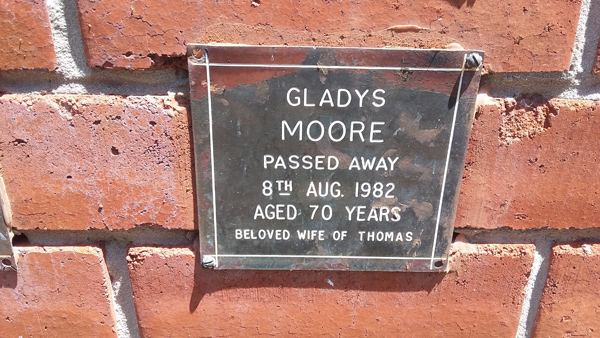 GLADYS
MOORE
PASSED AWAY
8TH AUG. 1982
AGED 70 YEARS
BELOVED WIFE OF THOMAS